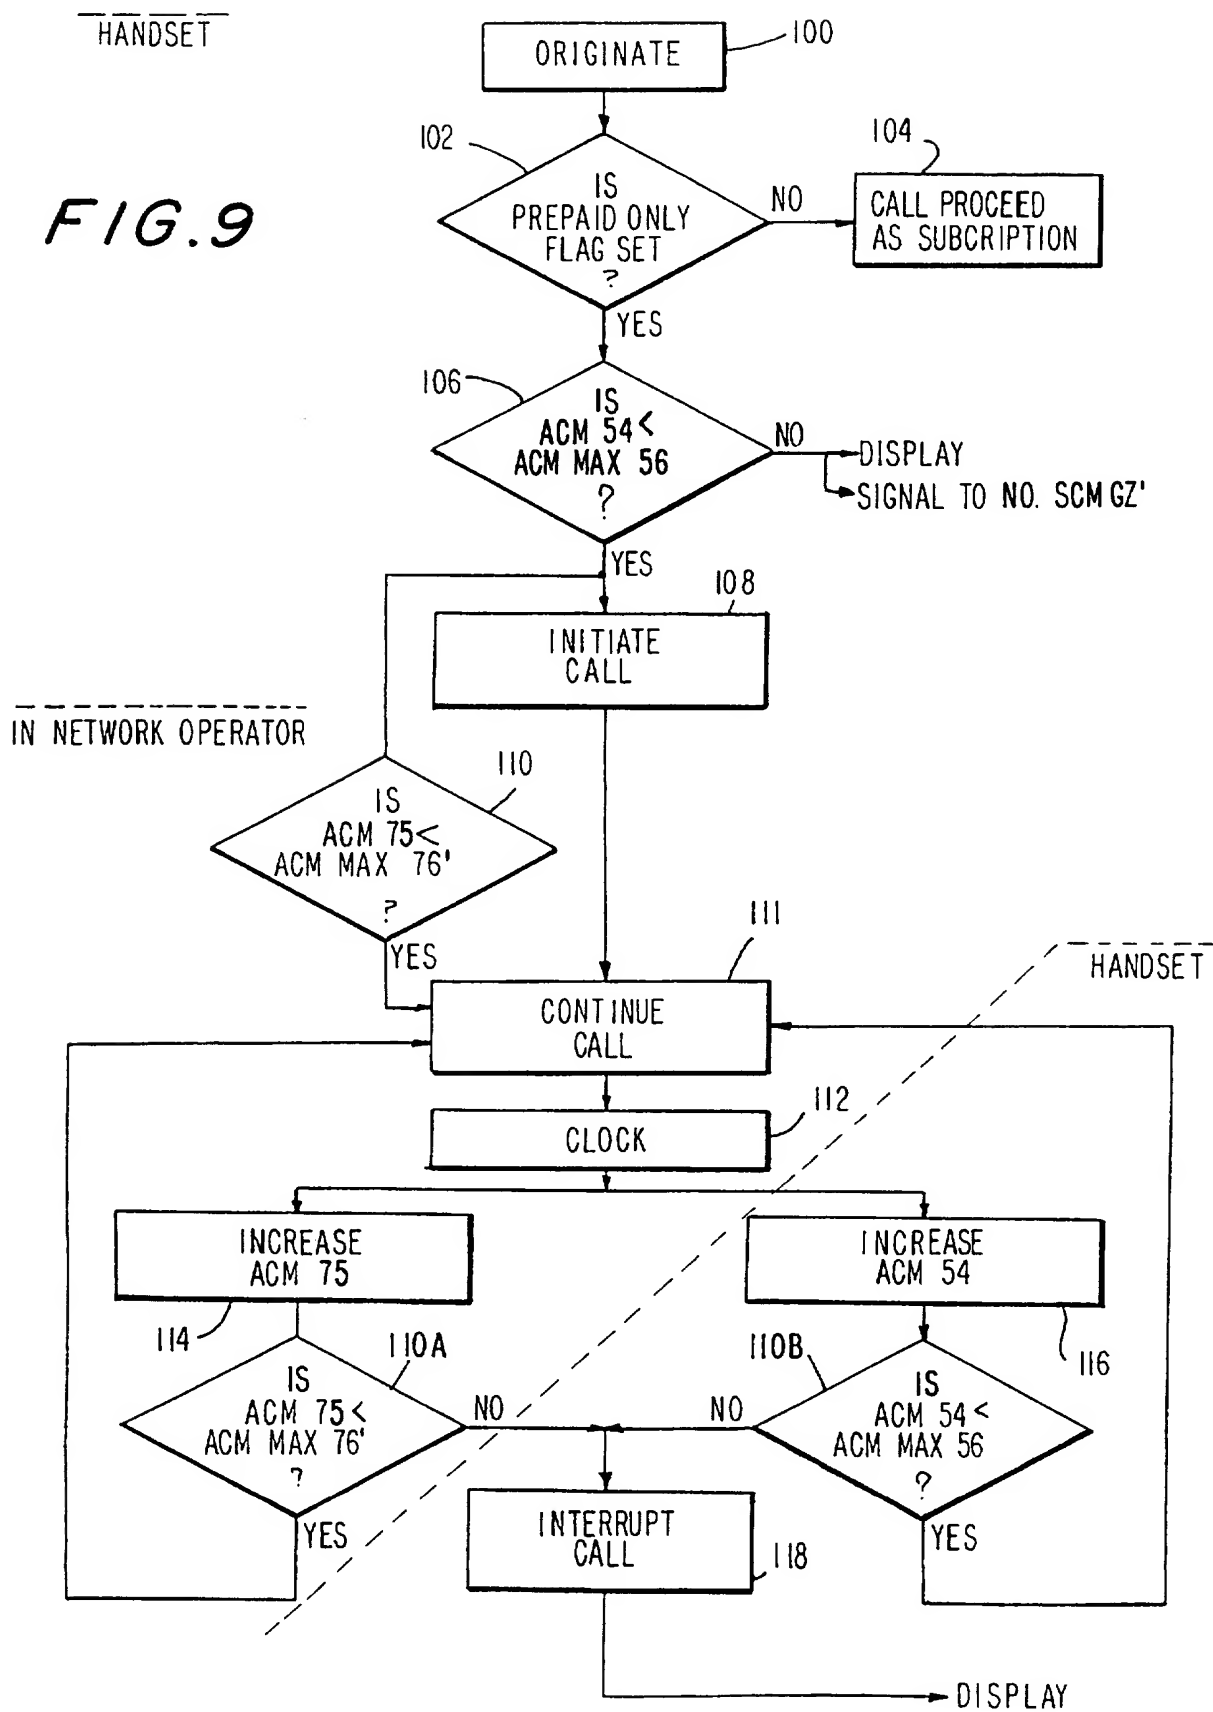 HANDSET
ORIGINATE
100
FIG.9
102
IS
PREPAID ONLY
FLAG SET
?
NO
104
CALL PROCEED
AS SUBCRIPTION
YES
106
IS
ACM 54<
ACM MAX 56
?
NO
DISPLAY
SIGNAL TO NO. SCM GZ'
YES
108
INITIATE
CALL
IN NETWORK OPERATOR
110
IS
ACM 75<
ACM MAX 76'
?
YES
111
HANDSET
CONTINUE
CALL
112
CLOCK
INCREASE
ACM 75
INCREASE
ACM 54
114
116
110A
IS
ACM 75<
ACM MAX 76'
?
NO
YES
110B
IS
ACM 54<
ACM MAX 56
?
NO
YES
INTERRUPT
CALL
118
DISPLAY